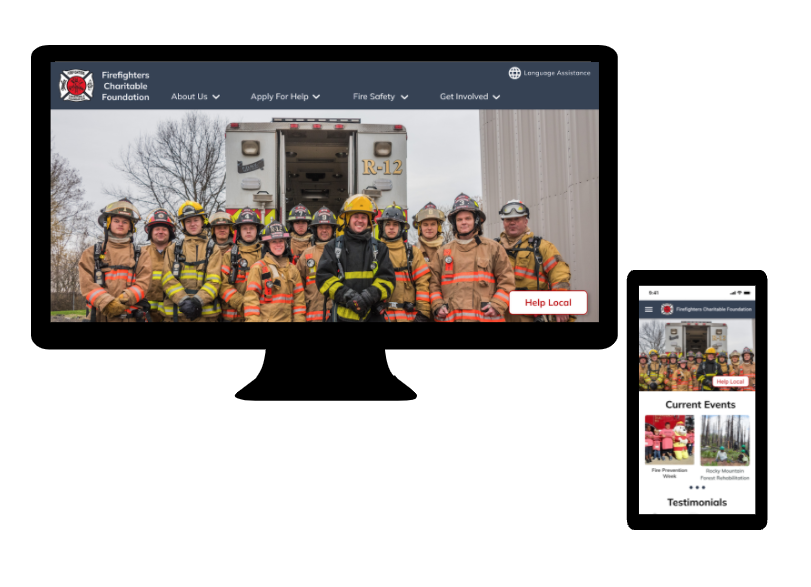 Firefighters
Charitable
Foundation
Language Assistance
About Us
Apply For Help
Fire Safety
Get Involved
R-12
Help Local
9:41
Firefighters Charitable Foundation
Help Local
Current Events
Fire Prevention
Week
Rocky Mountain
Forest Rehabilitation
Testimonials